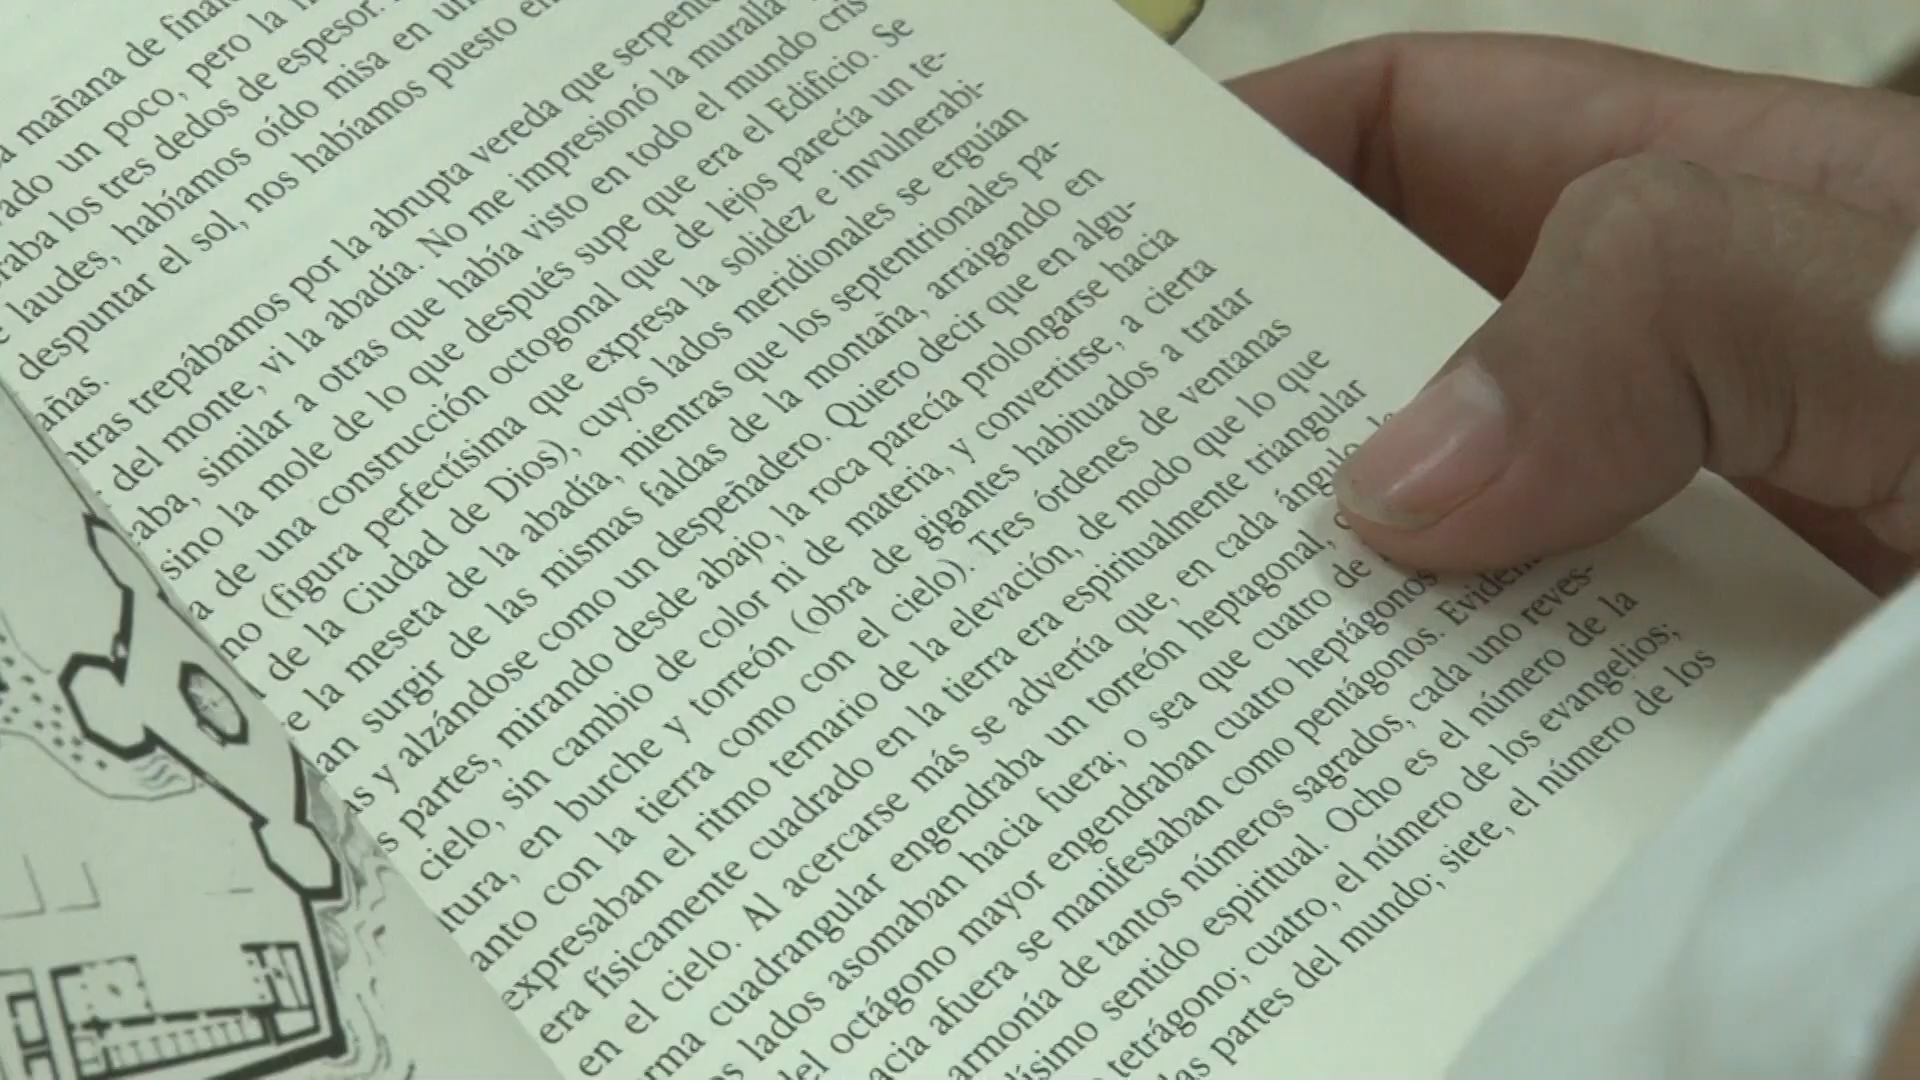 mañana de final
un poco, pero la
los tres dedos de espesor.
laudes, habíamos oído misa en un
despuntar el sol, nos habíamos puesto en
añas.
ntras trepábamos por la abrupta vereda que serpent
del monte, vi la abadía. No me impresionó la muralla
aba, similar a otras que había visto en todo el mundo cris
sino la mole de lo que después supe que era el Edificio. Se
a de una construcción octogonal que de lejos parecía un te-
no (figura perfectísima que expresa la solidez e invulnerabi-
de la Ciudad de Dios), cuyos lados meridionales se erguían
e la meseta de la abadía, mientras que los septentrionales pa-
an surgir de las mismas faldas de la montaña, arraigando en
as y alzándose como un despeñadero. Quiero decir que en algu-
s partes, mirando desde abajo, la roca parecía prolongarse hacia
cielo, sin cambio de color ni de materia, y convertirse, a cierta
tura, en burche y torreón (obra de gigantes habituados a tratar
anto con la tierra como con el cielo). Tres órdenes de ventanas
expresaban el ritmo ternario de la elevación, de modo que lo que
era físicamente cuadrado en la tierra era espiritualmente triangular
en el cielo. Al acercarse más se advertía que, en cada ángulo
rma cuadrangular engendraba un torreón heptagonal,
s lados asomaban hacia fuera; o sea que cuatro de
del octágono mayor engendraban cuatro heptágonos
acia afuera se manifestaban como pentágonos. Eviden
armonía de tantos números sagrados, cada uno reves-
ísimo sentido espiritual. Ocho es el número de la
tetrágono; cuatro, el número de los evangelios;
as partes del mundo; siete, el número de los